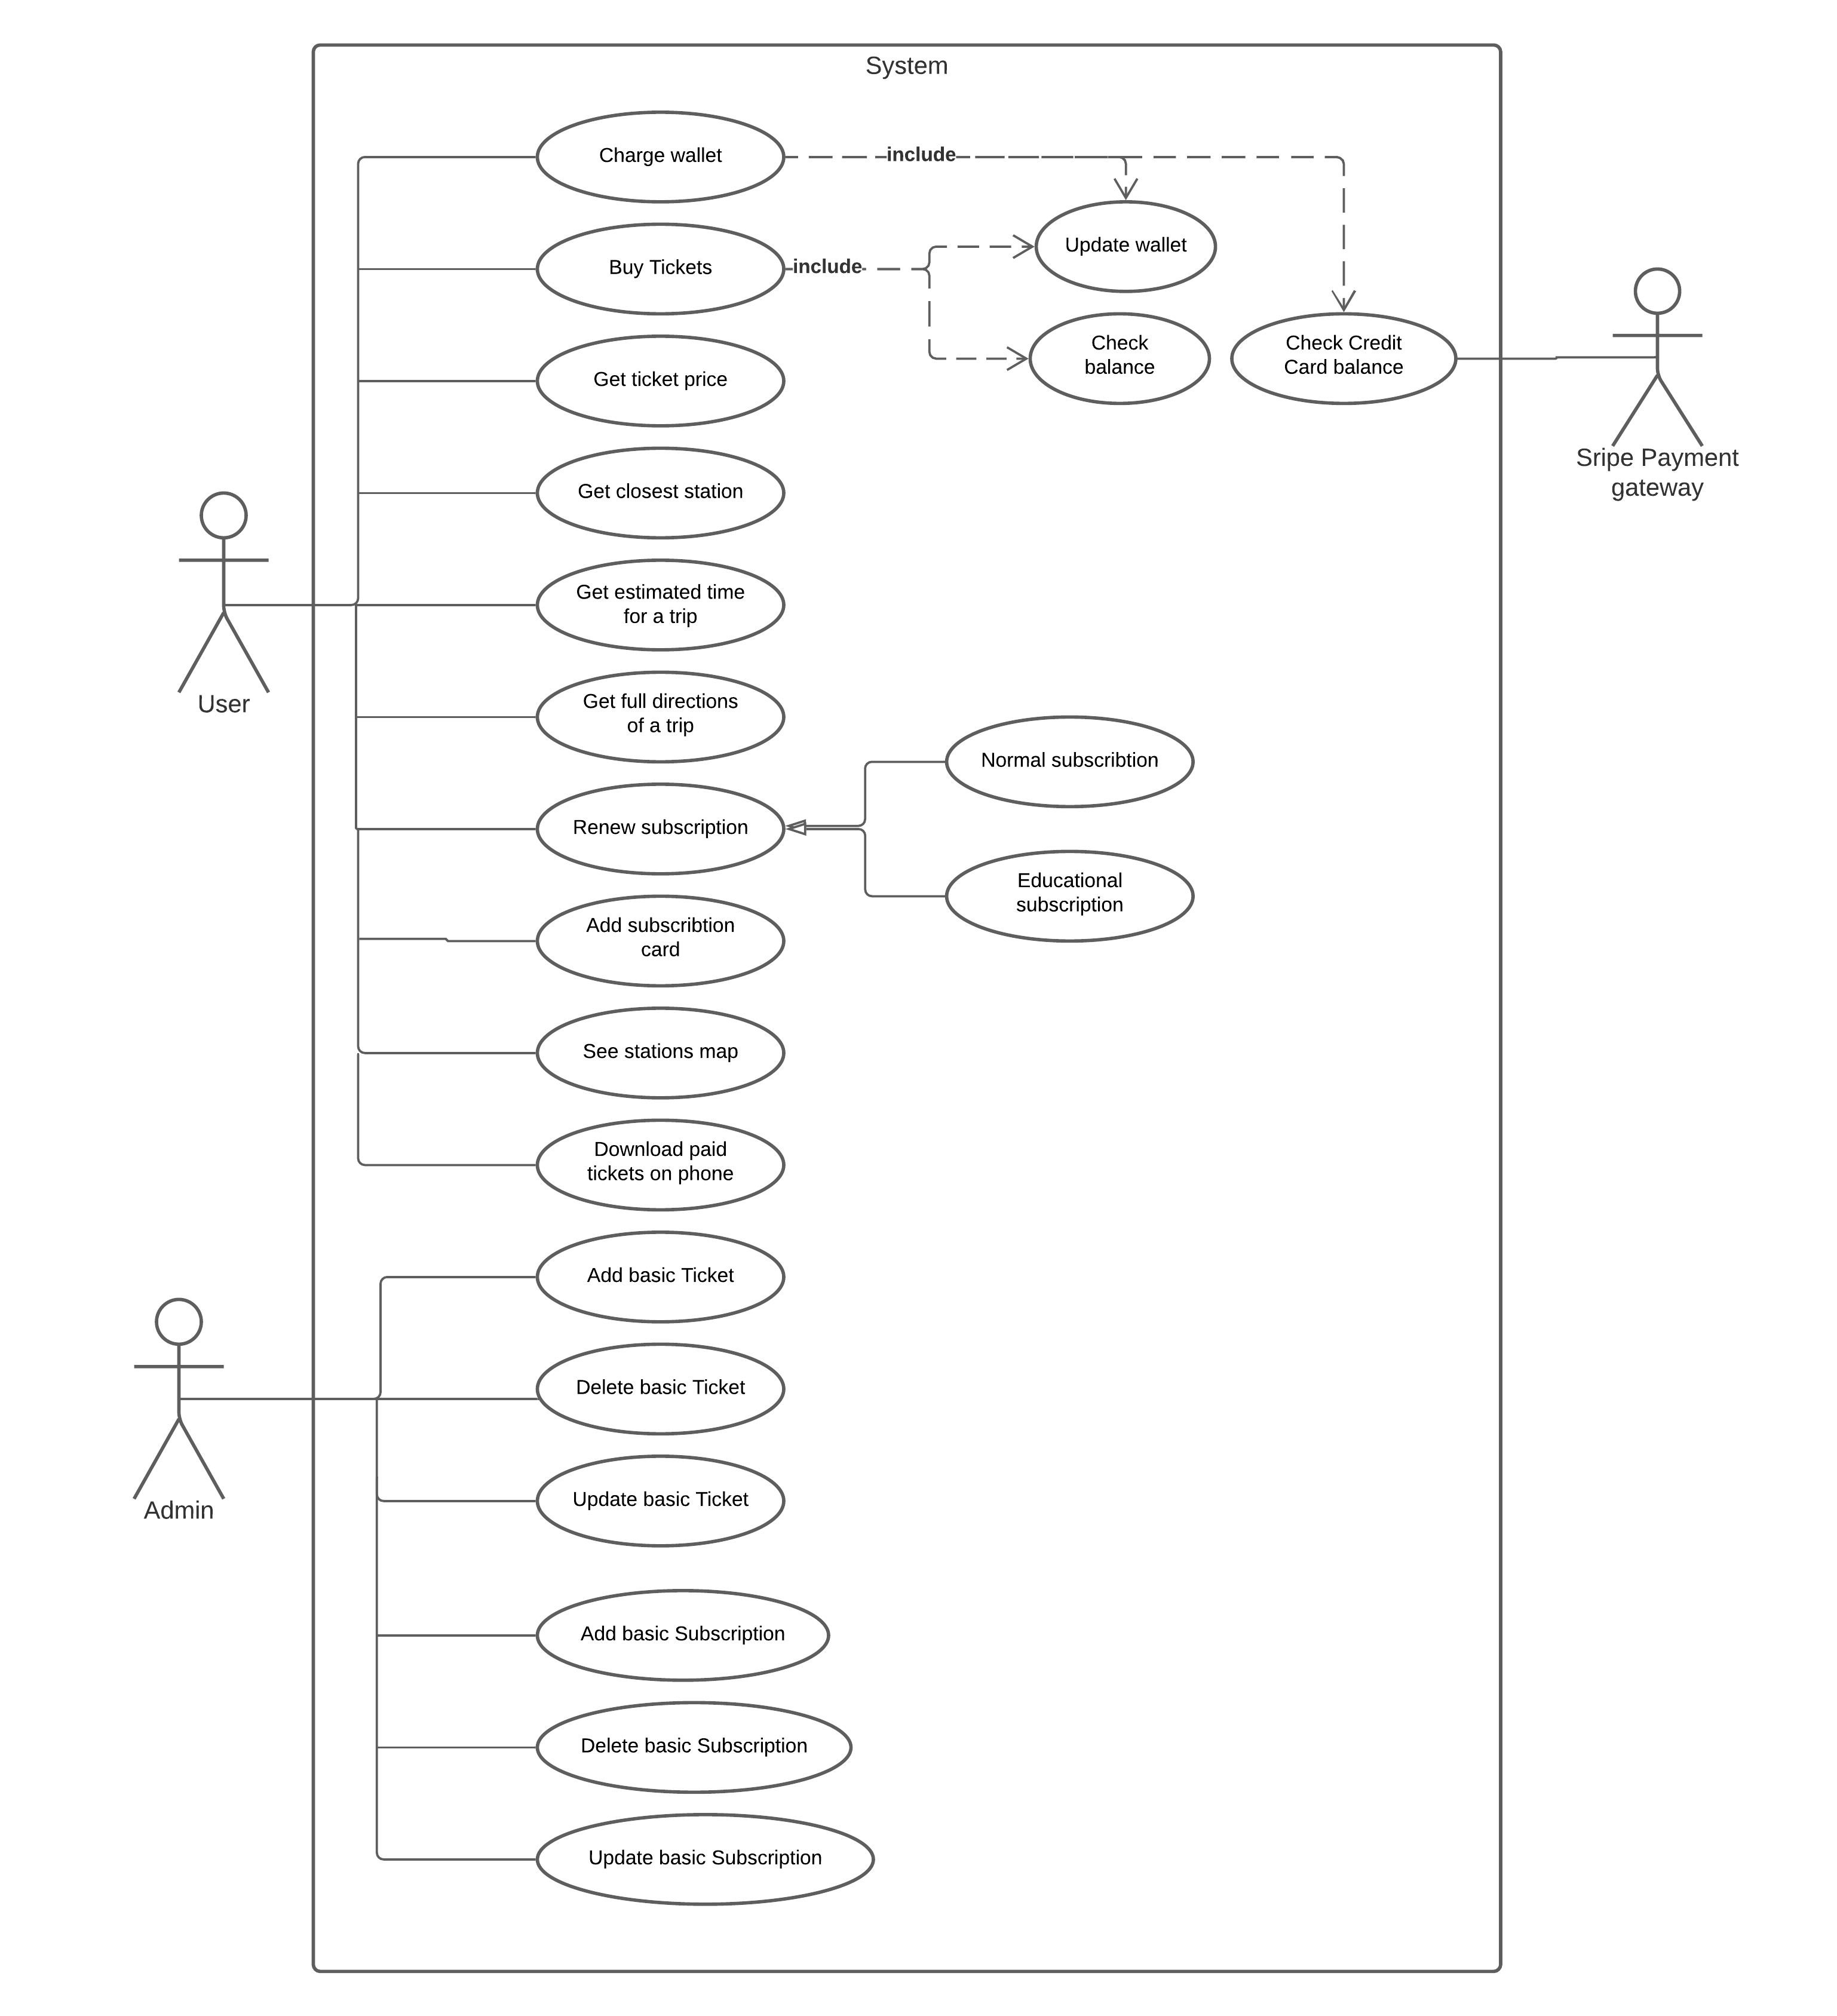 System
Charge wallet
include
Buy Tickets
include
Update wallet
Get ticket price
Check
balance
Check Credit
Card balance
Sripe Payment
gateway
Get closest station
Get estimated time
for a trip
User
Get full directions
of a trip
Normal subscribtion
Renew subscription
Educational
subscription
Add subscribtion
card
See stations map
Download paid
tickets on phone
Add basic Ticket
Delete basic Ticket
Admin
Update basic Ticket
Add basic Subscription
Delete basic Subscription
Update basic Subscription